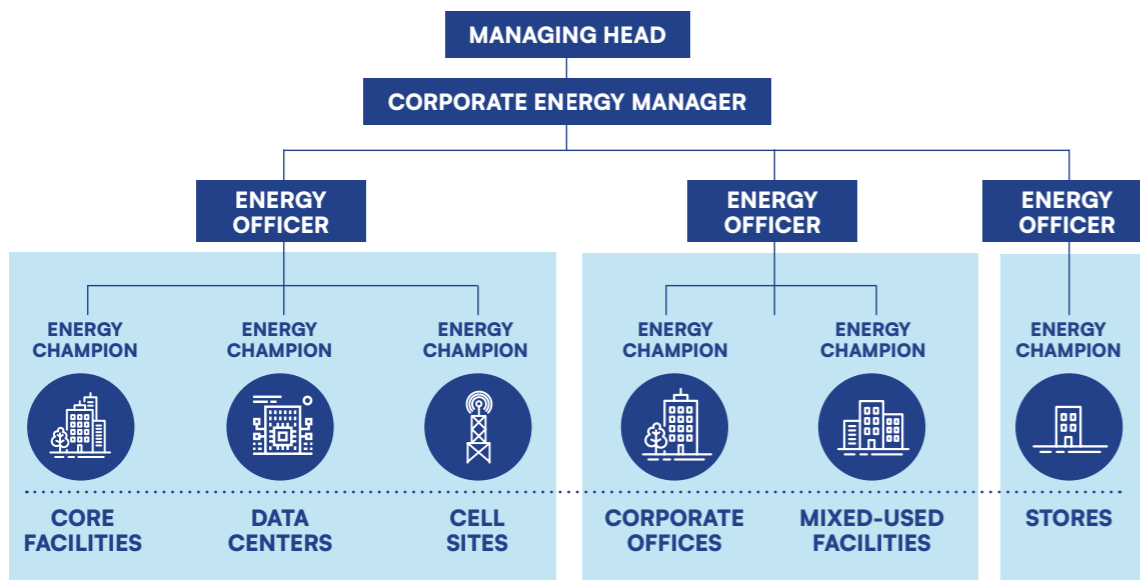 MANAGING HEAD
CORPORATE ENERGY MANAGER
ENERGY
OFFICER
ENERGY
OFFICER
ENERGY
OFFICER
ENERGY
CHAMPION
ENERGY
CHAMPION
ENERGY
CHAMPION
ENERGY
CHAMPION
ENERGY
CHAMPION
ENERGY
CHAMPION
CORE
FACILITIES
DATA
CENTERS
CELL
SITES
CORPORATE
OFFICES
MIXED-USED
FACILITIES
STORES